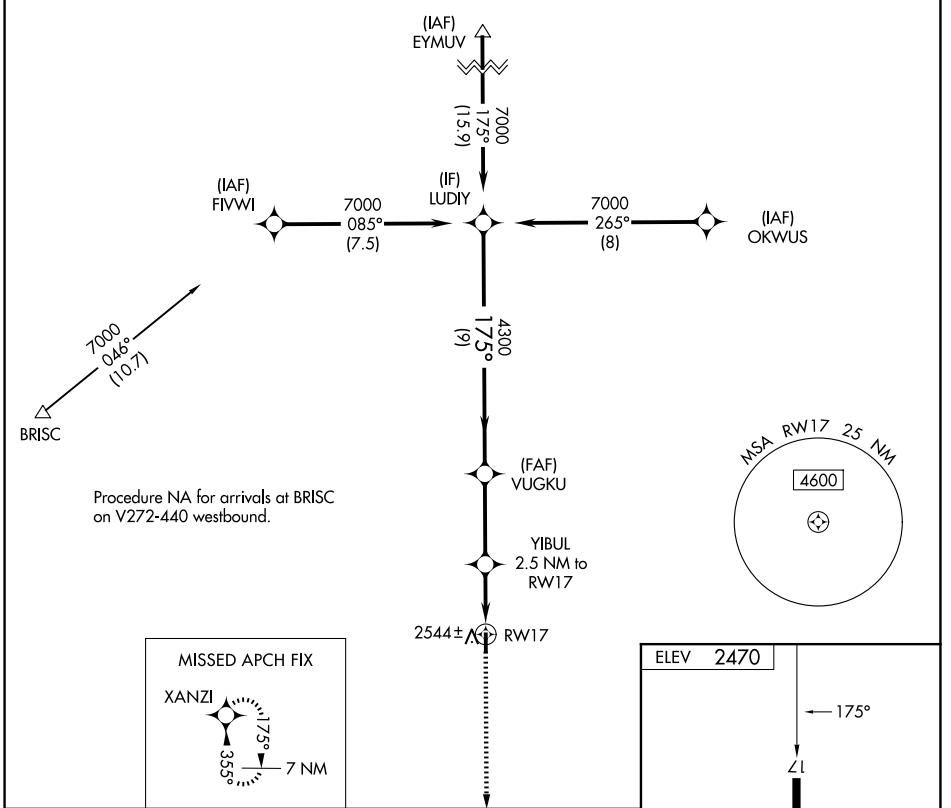 (IAF)
EYMUV
7000
175°
(15.9)
(IAF)
FIVWI
7000
085°
(7.5)
(IF)
LUDIY
7000
265°
(8)
(IAF)
OKWUS
7000
046°
(10.7)
BRISC
4300
175°
(9)
(FAF)
VUGKU
MSA RW17 25 NM
4600
Procedure NA for arrivals at BRISC
on V272-440 westbound.
YIBUL
2.5 NM to
RW17
2544±
RW17
MISSED APCH FIX
XANZI
175°
355°
7 NM
ELEV 2470
175°
17